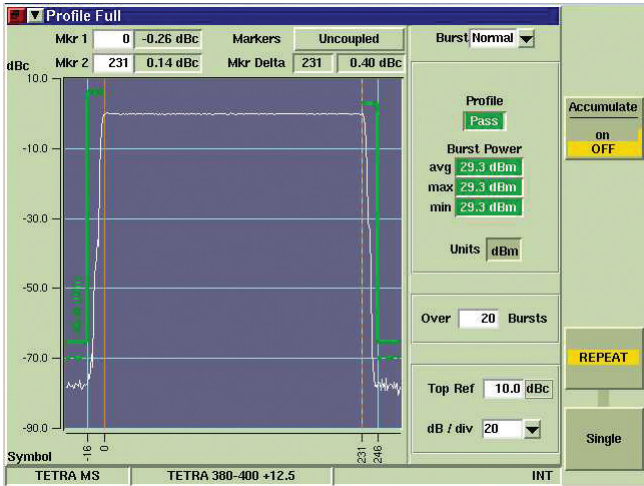 Profile Full
Mkr 1 0 -0.26 dBc Markers Uncoupled Burst Normal
Mkr 2 231 0.14 dBc Mkr Delta 231 0.40 dBc
dBc
10.0
-10.0
-30.0
-50.0
-70.0
-90.0
-16 0 231 246
Symbol
Profile
Pass
Burst Power
avg 29.3 dBm
max 29.3 dBm
min 29.3 dBm
Units dBm
Over 20 Bursts
Top Ref 10.0 dBc
dB / div 20
Accumulate
on
OFF
REPEAT
Single
TETRA MS TETRA 380-400 +12.5 INT